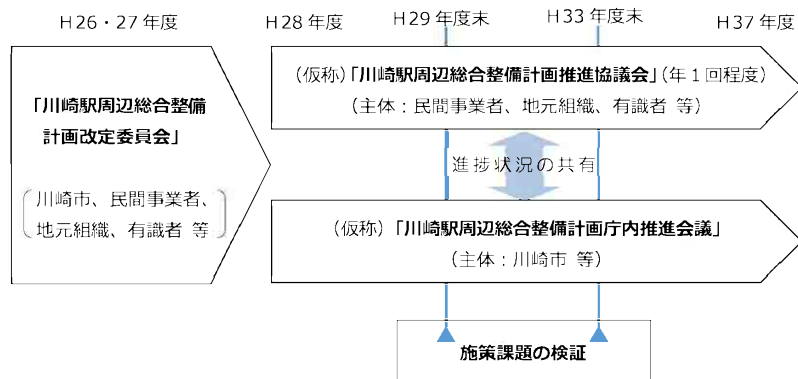 H26・27年度
H28年度
H29年度末
H33年度末
H37年度
「川崎駅周辺総合整備
計画改定委員会」
川崎市、民間事業者、
地元組織、有識者 等
(仮称)「川崎駅周辺総合整備計画推進協議会」(年1回程度)
(主体:民間事業者、地元組織、有識者 等)
進捗状況の共有
(仮称)「川崎駅周辺総合整備計画庁内推進会議」
(主体:川崎市 等)
施策課題の検証